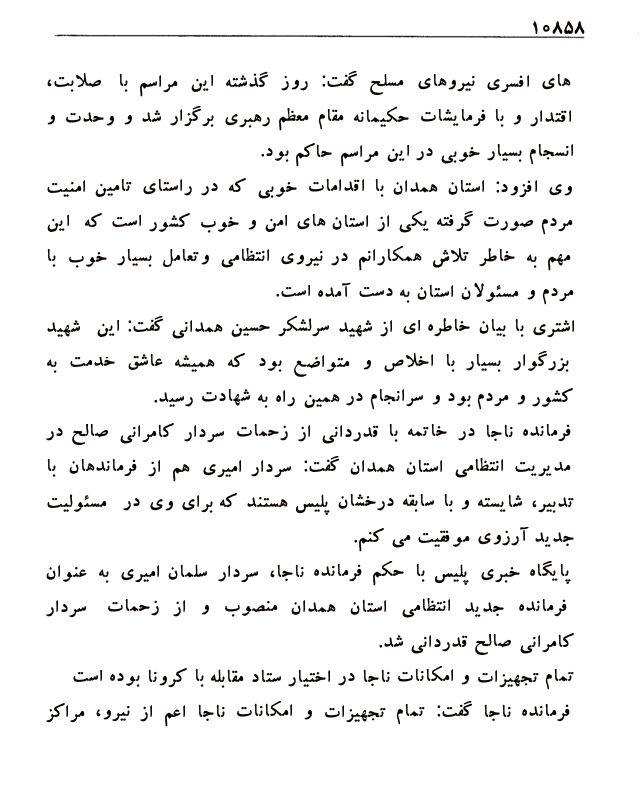 ۱۰۸۵۸
های افسری نیروهای مسلح گفت: روز گذشته این مراسم با صلابت،
اقتدار و با فرمایشات حکیمانه مقام معظم رهبری برگزار شد و وحدت و
انسجام بسیار خوبی در این مراسم حاکم بود.
وی افزود: استان همدان با اقدامات خوبی که در راستای تامین امنیت
مردم صورت گرفته یکی از استان های امن و خوب کشور است که این
مهم به خاطر تلاش همکارانم در نیروی انتظامی وتعامل بسیار خوب با
مردم و مسئولان استان به دست آمده است.
اشتری با بیان خاطره ای از شهید سرلشکر حسین همدانی گفت: این شهید
بزرگوار بسیار با اخلاص و متواضع بود که همیشه عاشق خدمت به
کشور و مردم بود و سرانجام در همین راه به شهادت رسید.
فرمانده ناجا در خاتمه با قدردانی از زحمات سردار کامرانی صالح در
مدیریت انتظامی استان همدان گفت: سردار امیری هم از فرماندهان با
تدبیر، شایسته و با سابقه درخشان پلیس هستند که برای وی در مسئولیت
جدید آرزوی موفقیت می کنم.
پایگاه خبری پلیس با حکم فرمانده ناجا، سردار سلمان امیری به عنوان
فرمانده جدید انتظامی استان همدان منصوب و از زحمات سردار
کامرانی صالح قدردانی شد.
تمام تجهیزات و امکانات ناجا در اختیار ستاد مقابله با کرونا بوده است
فرمانده ناجا گفت: تمام تجهیزات و امکانات ناجا اعم از نیرو، مراکز